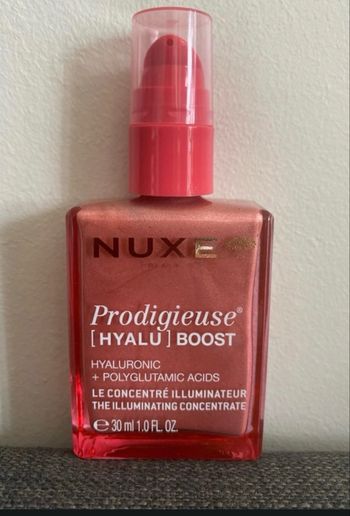 NUXE
Prodigieuse®
[HYALU] BOOST
HYALURONIC
+ POLYGLUTAMIC ACIDS
LE CONCENTRÉ ILLUMINATEUR
THE ILLUMINATING CONCENTRATE
℮ 30 ml 1.0 FL. OZ.